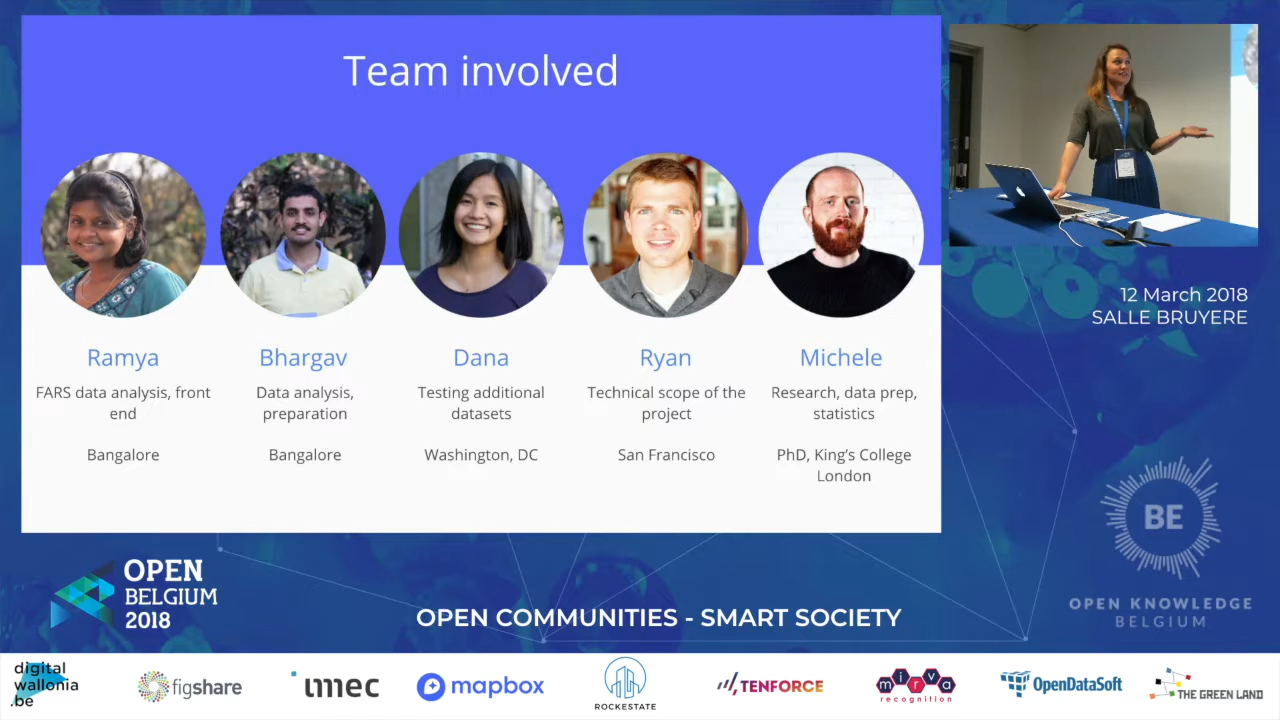 Team involved
Ramya
FARS data analysis, front
end
Bangalore
Bhargav
Data analysis,
preparation
Bangalore
Dana
Testing additional
datasets
Washington, DC
Ryan
Technical scope of the
project
San Francisco
Michele
Research, data prep,
statistics
PhD, King's College
London
12 March 2018
SALLE BRUYERE
BE
OPEN KNOWLEDGE
BELGIUM
OPEN
BELGIUM
2018
OPEN COMMUNITIES - SMART SOCIETY
digital
wallonia
.be
figshare
imec
mapbox
ROCKESTATE
TENFORCE
mirva
recognition
OpenDataSoft
THE GREEN LAND